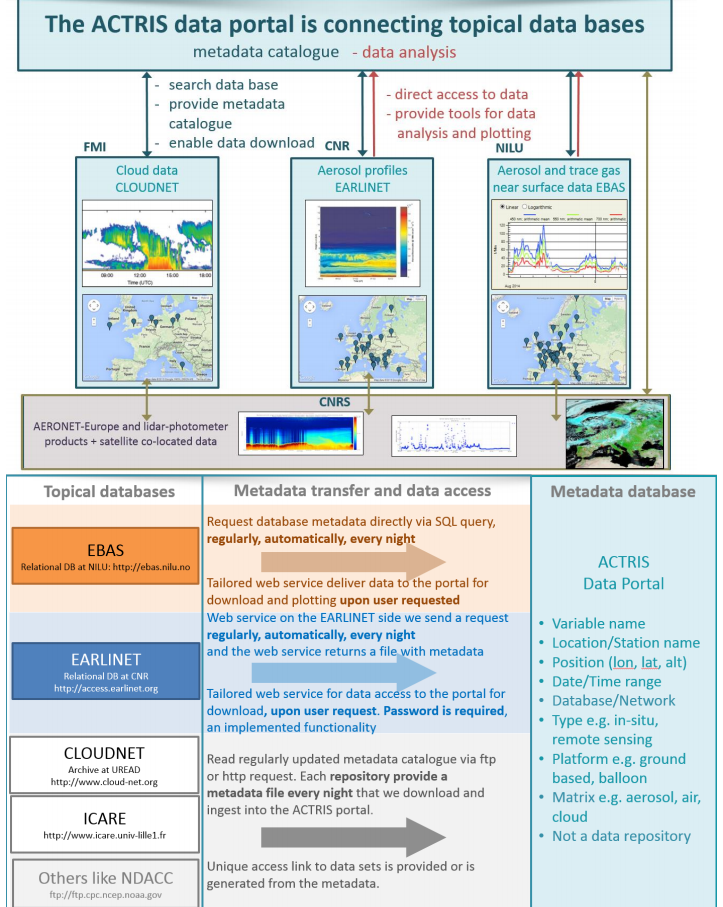 The ACTRIS data portal is connecting topical data bases
metadata catalogue - data analysis
- search data base
- provide metadata
catalogue
- enable data download
- direct access to data
- provide tools for data
analysis and plotting
FMI
CNR
NILU
Cloud data
CLOUDNET
Aerosol profiles
EARLINET
Aerosol and trace gas
near surface data EBAS
09:00 12:00 15:00 18:00
Time (UTC)
Linear Logarithmic
Aug 2014
CNRS
AERONET-Europe and lidar-photometer
products + satellite co-located data
Topical databases
Metadata transfer and data access
Metadata database
EBAS
Relational DB at NILU: http://ebas.nilu.no
Request database metadata directly via SQL query,
regularly, automatically, every night
Tailored web service deliver data to the portal for
download and plotting upon user requested
EARLINET
Relational DB at CNR
http://access.earlinet.org
Web service on the EARLINET side we send a request
regularly, automatically, every night
and the web service returns a file with metadata
Tailored web service for data access to the portal for
download, upon user request. Password is required,
an implemented functionality
CLOUDNET
Archive at UREAD
http://www.cloud-net.org
ICARE
http://www.icare.univ-lille1.fr
Others like NDACC
ftp://ftp.cpc.ncep.noaa.gov
Read regularly updated metadata catalogue via ftp
or http request. Each repository provide a
metadata file every night that we download and
ingest into the ACTRIS portal.
Unique access link to data sets is provided or is
generated from the metadata.
ACTRIS
Data Portal
• Variable name
• Location/Station name
• Position (lon, lat, alt)
• Date/Time range
• Database/Network
• Type e.g. in-situ,
remote sensing
• Platform e.g. ground
based, balloon
• Matrix e.g. aerosol, air,
cloud
• Not a data repository